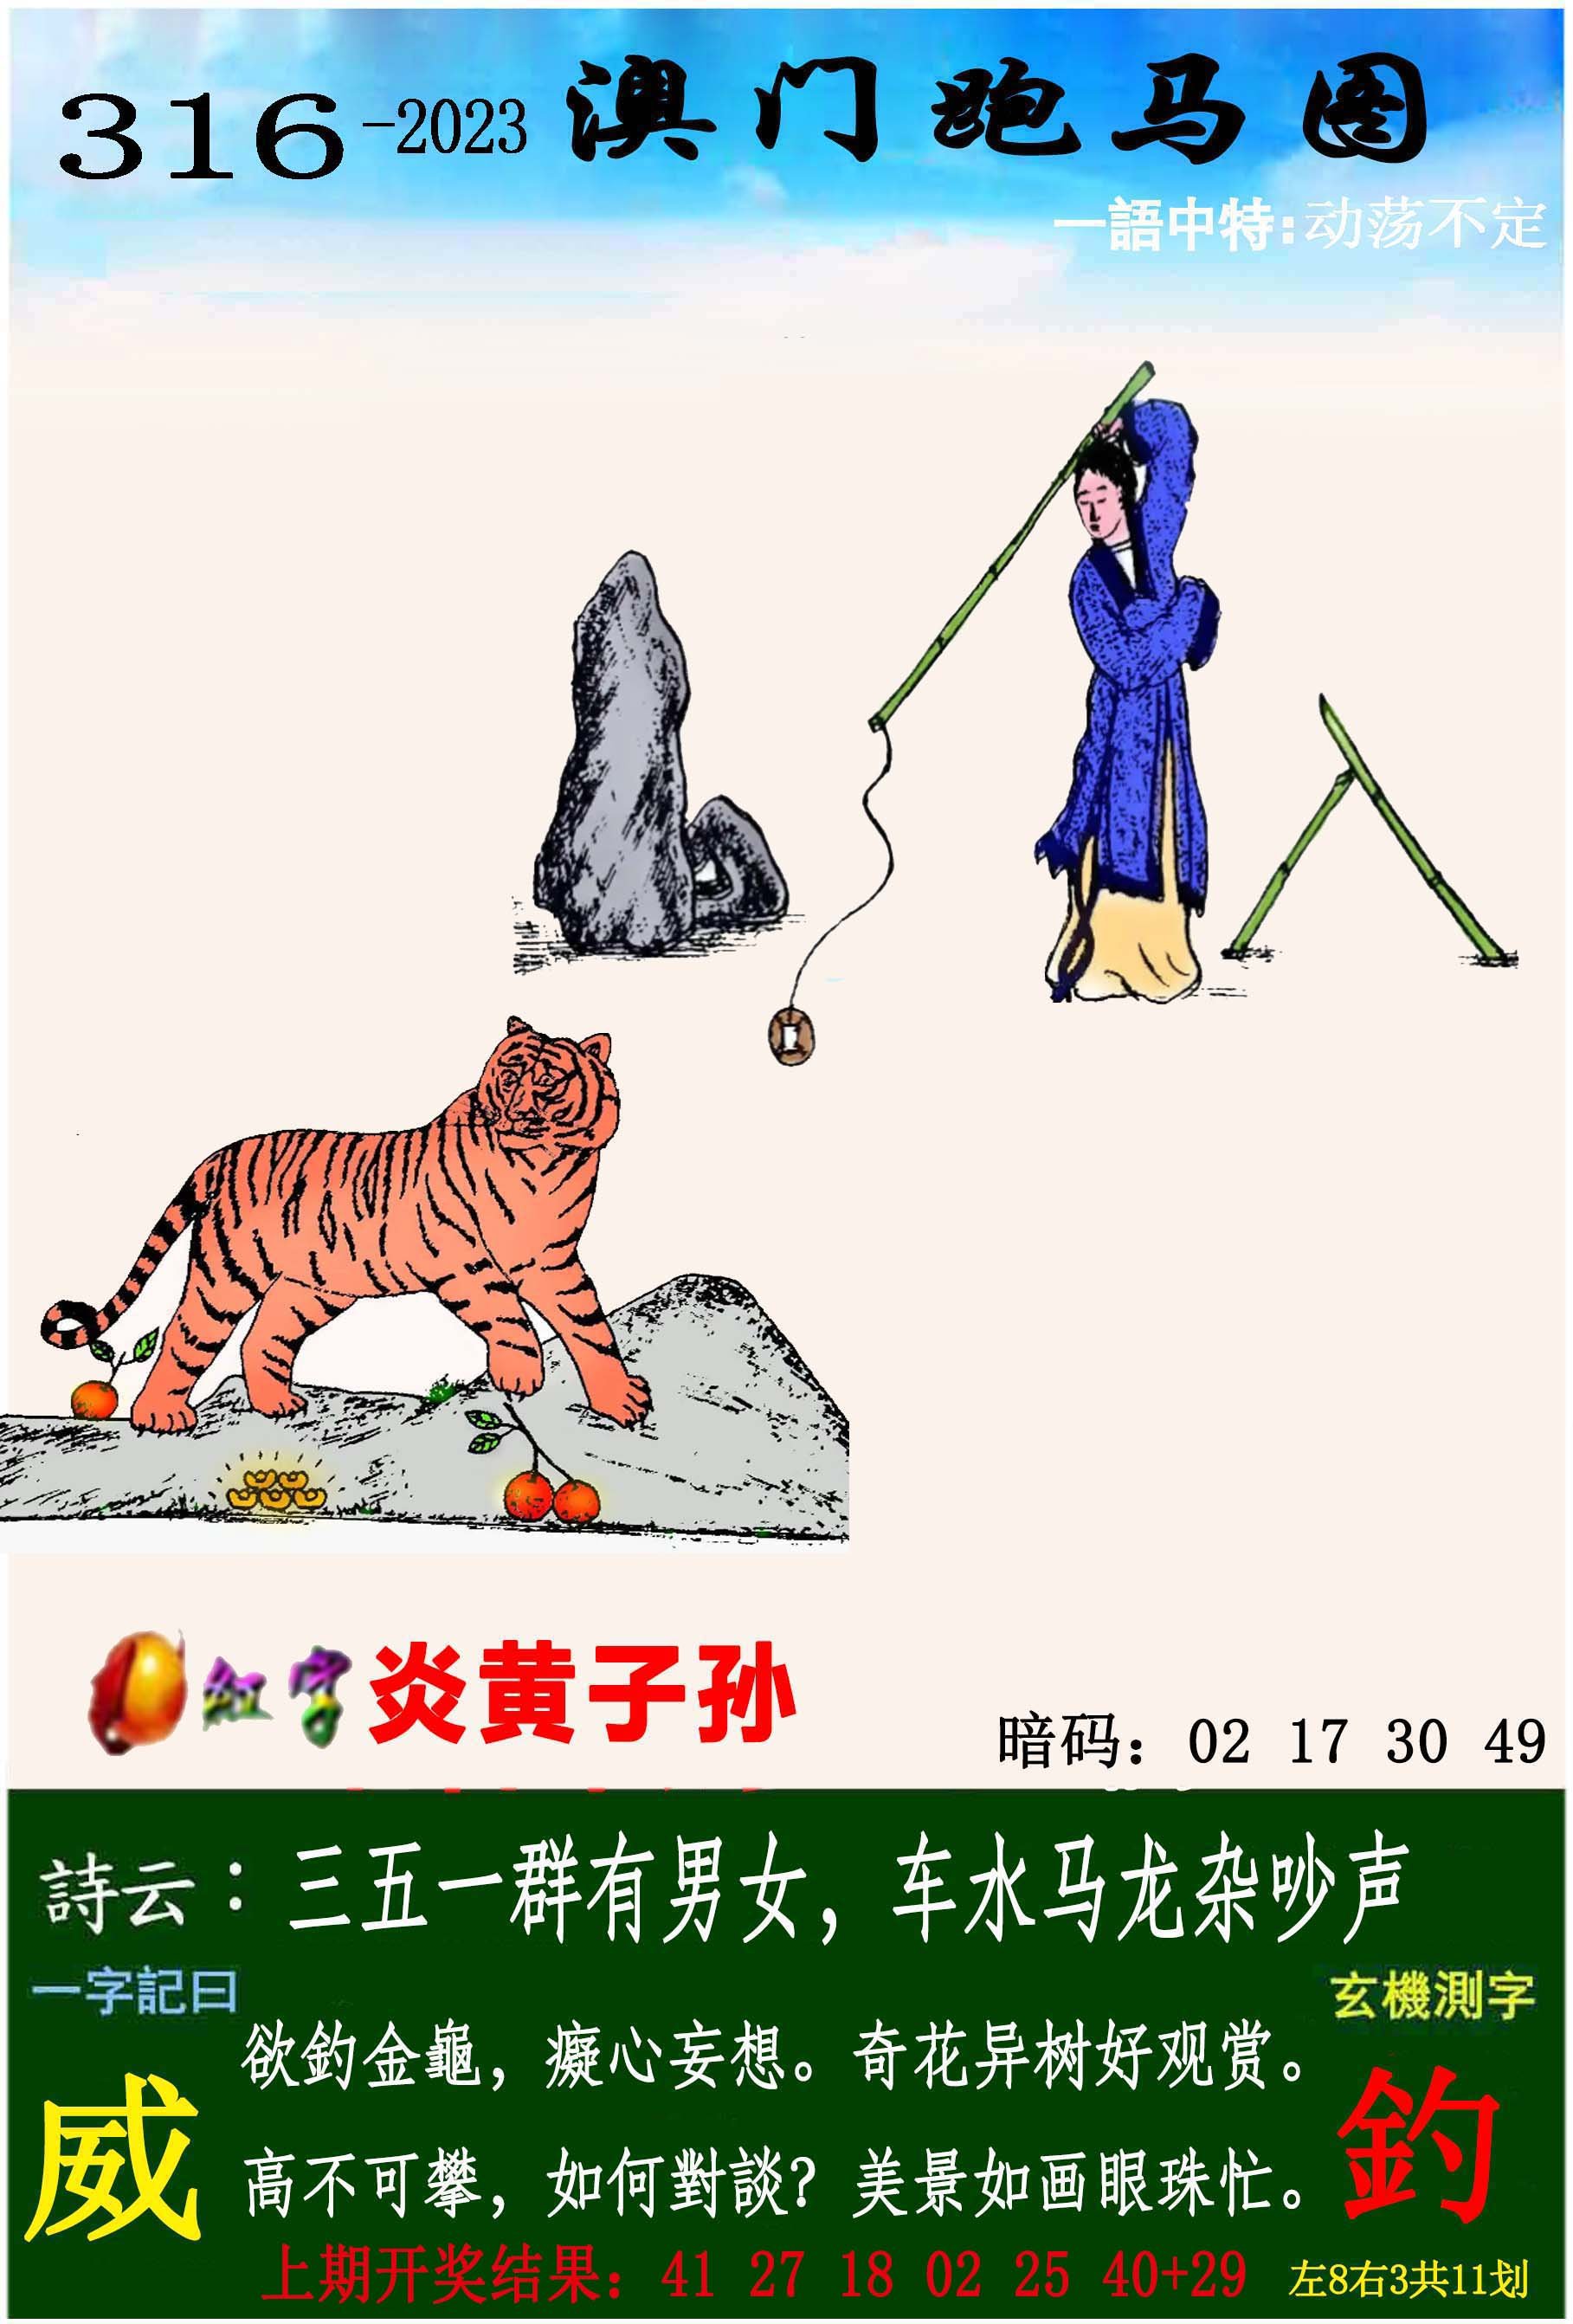 316-2023 澳门跑马图
一語中特:动荡不定
红字 炎黄子孙
暗码：02 17 30 49
詩云：三五一群有男女，车水马龙杂吵声
一字記曰
玄機測字
欲釣金龜，癡心妄想。奇花异树好观赏。
威
釣
高不可攀，如何對談？美景如画眼珠忙。
上期开奖结果：41 27 18 02 25 40+29
左8右3共11划